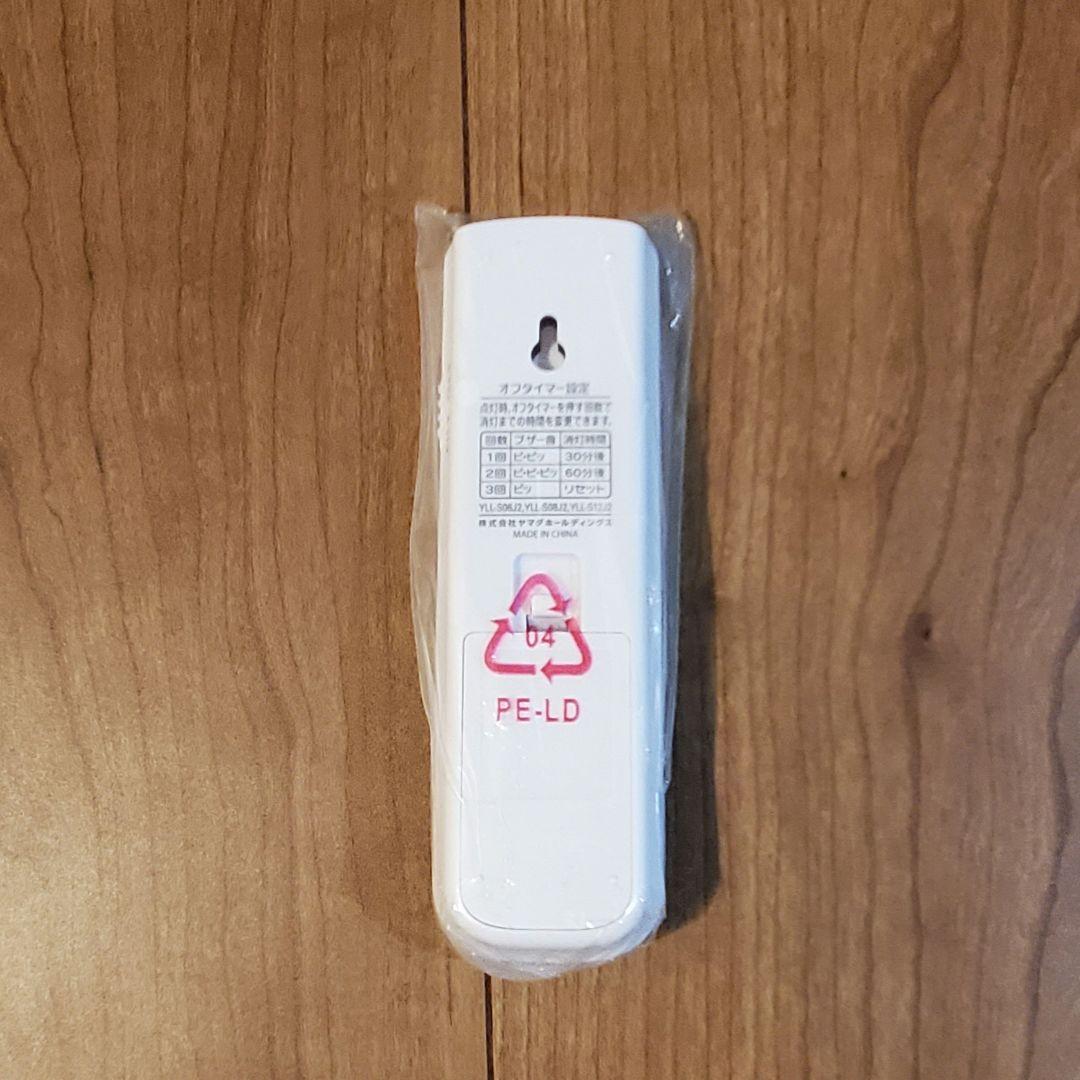 オフタイマー設定
点灯時、オフタイマーを押す回数で
消灯までの時間を変更できます。
回数 ブザー音 消灯時間
1回 ピ・ピッ 30分後
2回 ピ・ピ・ピッ 60分後
3回 ピッ リセット
YLL-S06J2,YLL-S08J2,YLL-S12J2
株式会社ヤマダホールディングス
MADE IN CHINA
04
PE-LD